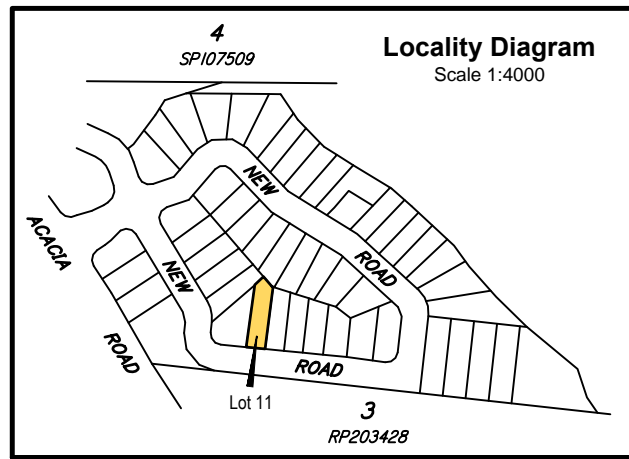 4
SP107509
Locality Diagram
Scale 1:4000
NEW
ROAD
ACACIA
ROAD
NEW
ROAD
Lot 11
3
RP203428